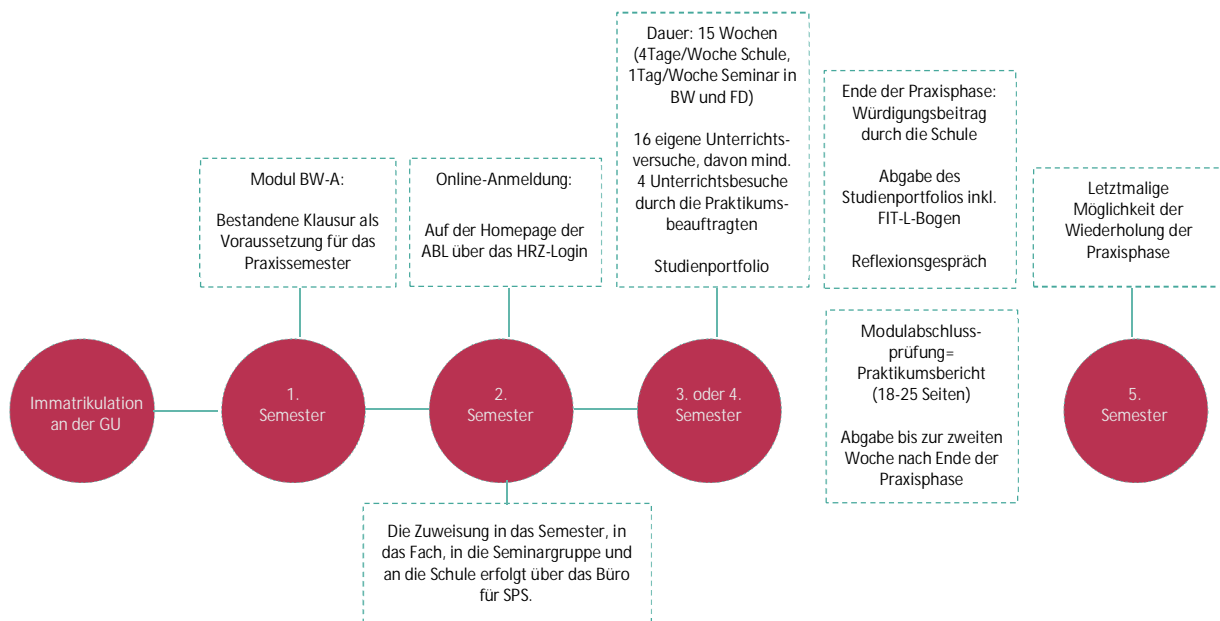 Modul BW-A:
Bestandene Klausur als
Voraussetzung für das
Praxissemester
Online-Anmeldung:
Auf der Homepage der
ABL über das HRZ-Login
Dauer: 15 Wochen
(4Tage/Woche Schule,
1Tag/Woche Seminar in
BW und FD)
16 eigene Unterrichts-
versuche, davon mind.
4 Unterrichtsbesuche
durch die Praktikums-
beauftragten
Studienportfolio
Ende der Praxisphase:
Würdigungsbeitrag
durch die Schule
Abgabe des
Studienportfolios inkl.
FIT-L-Bogen
Reflexionsgespräch
Letztmalige
Möglichkeit der
Wiederholung der
Praxisphase
Immatrikulation
an der GU
1.
Semester
2.
Semester
3. oder 4.
Semester
Modulabschluss-
prüfung=
Praktikumsbericht
(18-25 Seiten)
Abgabe bis zur zweiten
Woche nach Ende der
Praxisphase
5.
Semester
Die Zuweisung in das Semester, in
das Fach, in die Seminargruppe und
an die Schule erfolgt über das Büro
für SPS.